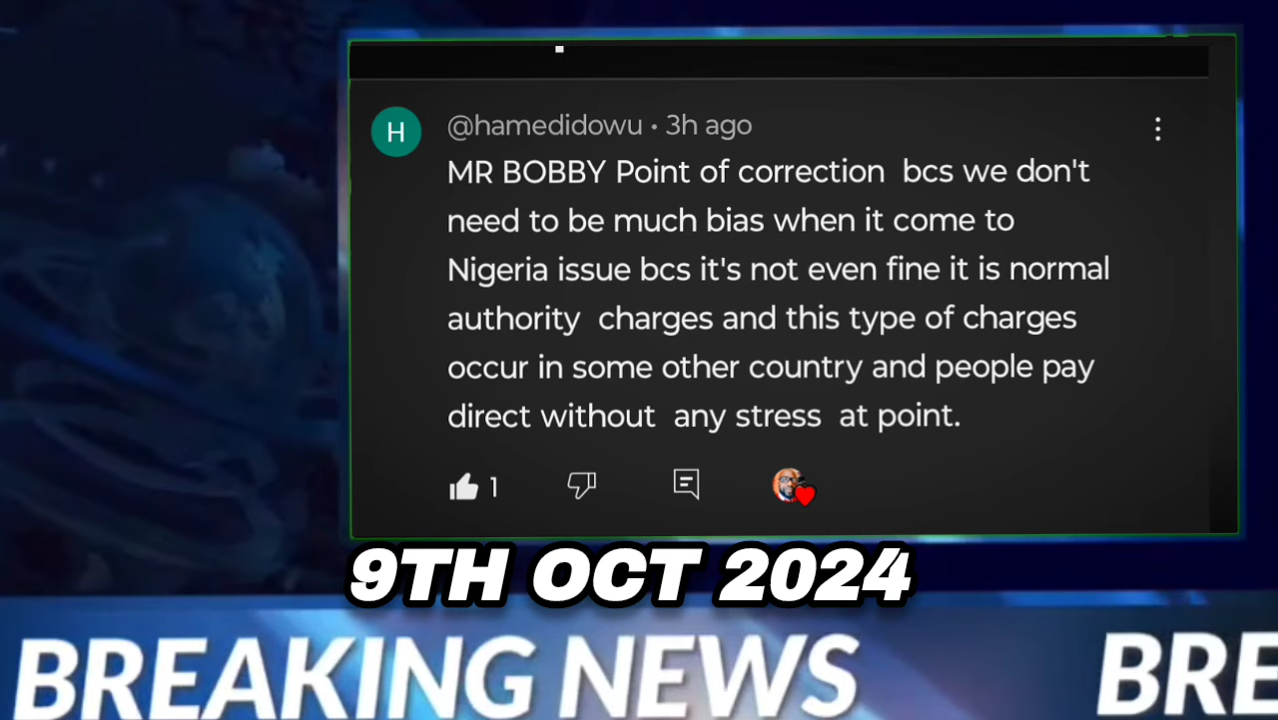 H
@hamedidowu • 3h ago
MR BOBBY Point of correction bcs we don't
need to be much bias when it come to
Nigeria issue bcs it's not even fine it is normal
authority charges and this type of charges
occur in some other country and people pay
direct without any stress at point.
1
9TH OCT 2024
BREAKING NEWS BRE